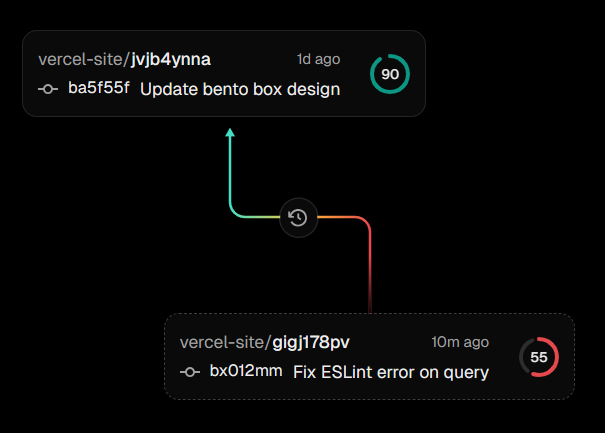 vercel-site/jvjb4ynna 1d ago
90
ba5f55f Update bento box design
vercel-site/gigj178pv 10m ago
55
bx012mm Fix ESLint error on query